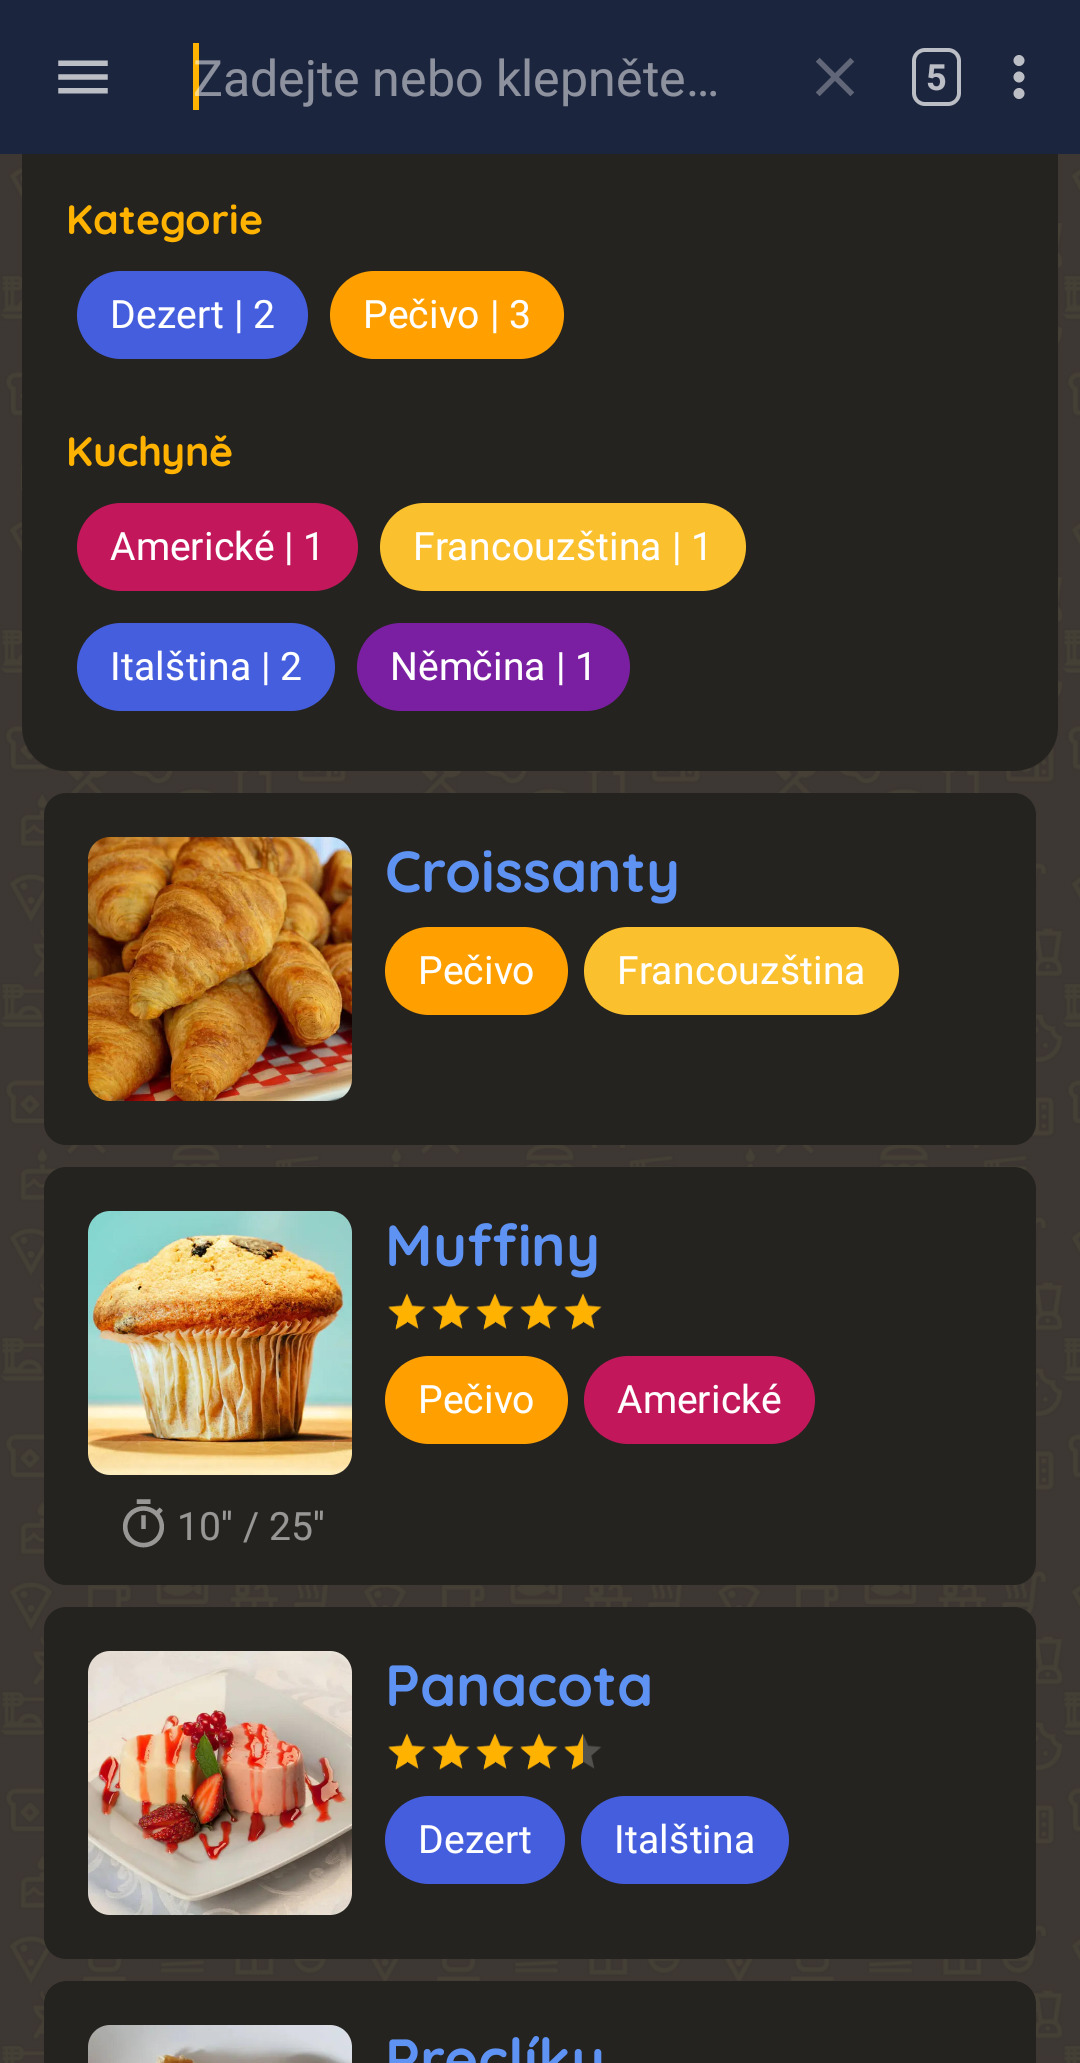 Zadejte nebo klepněte...
5
Kategorie
Dezert | 2
Pečivo | 3
Kuchyně
Americké | 1
Francouzština | 1
Italština | 2
Němčina | 1
Croissanty
Pečivo
Francouzština
Muffiny
Pečivo
Americké
10" / 25"
Panacota
Dezert
Italština
Preclíky